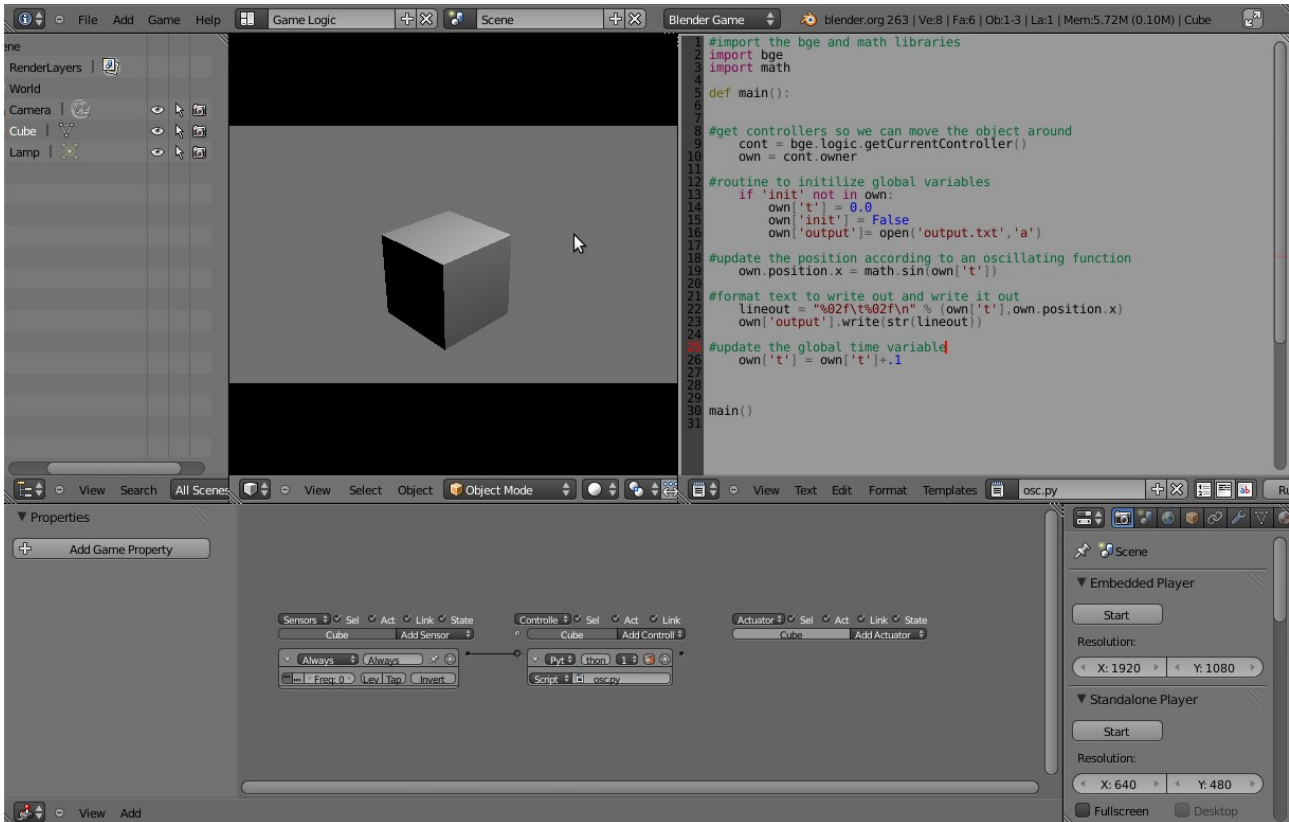 File Add Game Help Game Logic Scene Blender Game blender.org 263 | Ve:8 | Fa:6 | Ob:1-3 | La:1 | Mem:5.72M (0.10M) | Cube
ene
RenderLayers |
World
Camera |
Cube |
Lamp |
View Search All Scenes
View Select Object Object Mode
1 #import the bge and math libraries
2 import bge
3 import math
4
5 def main():
6
7
8 #get controllers so we can move the object around
9 cont = bge.logic.getCurrentController()
10 own = cont.owner
11
12 #routine to initilize global variables
13 if 'init' not in own:
14 own['t'] = 0.0
15 own['init'] = False
16 own['output']= open('output.txt','a')
17
18 #update the position according to an oscillating function
19 own.position.x = math.sin(own['t'])
20
21 #format text to write out and write it out
22 lineout = "%02f\t%02f\n" % (own['t'],own.position.x)
23 own['output'].write(str(lineout))
24
25 #update the global time variable
26 own['t'] = own['t']+.1
27
28
29
30 main()
31
View Text Edit Format Templates osc.py Ru
Properties
Add Game Property
Sensors Sel Act Link State
Cube Add Sensor
Always Always
Freq: 0 Lev Tap Invert
Controlle Sel Act Link
Cube Add Controll
Pyt thon 1
Script osc.py
Actuator Sel Act Link State
Cube Add Actuator
View Add
Scene
Embedded Player
Start
Resolution:
X: 1920 Y: 1080
Standalone Player
Start
Resolution:
X: 640 Y: 480
Fullscreen Desktop